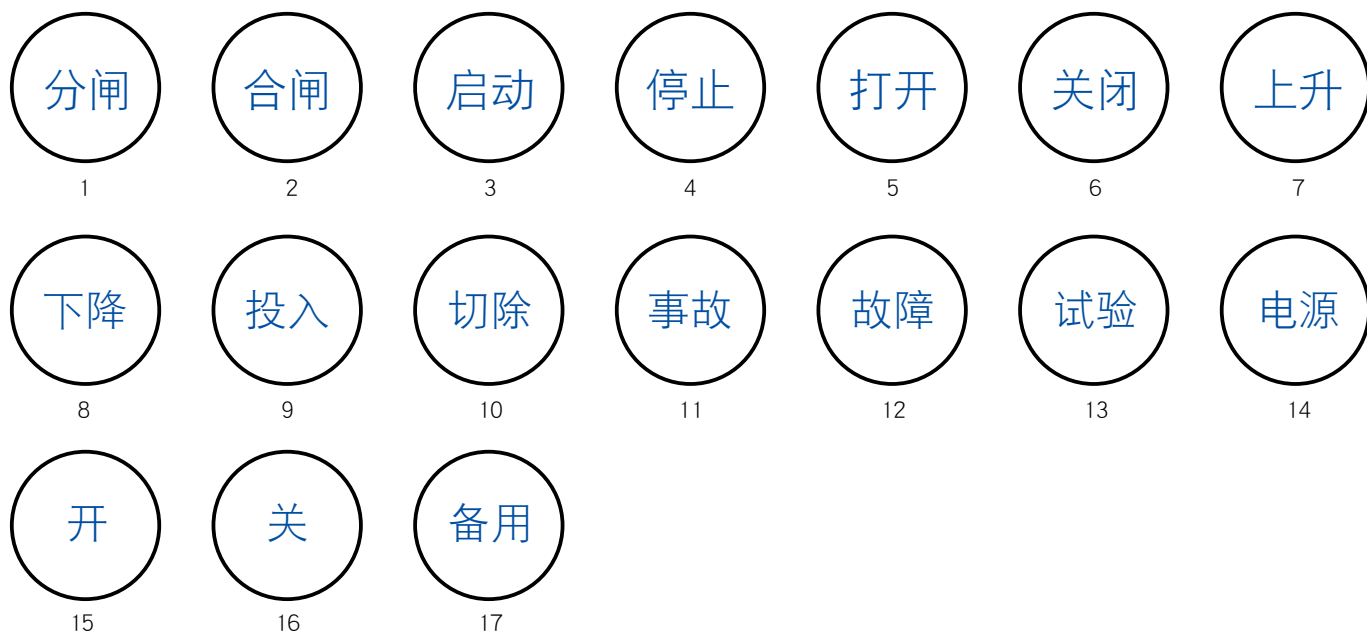 分闸 合闸 启动 停止 打开 关闭 上升
1 2 3 4 5 6 7
下降 投入 切除 事故 故障 试验 电源
8 9 10 11 12 13 14
开 关 备用
15 16 17